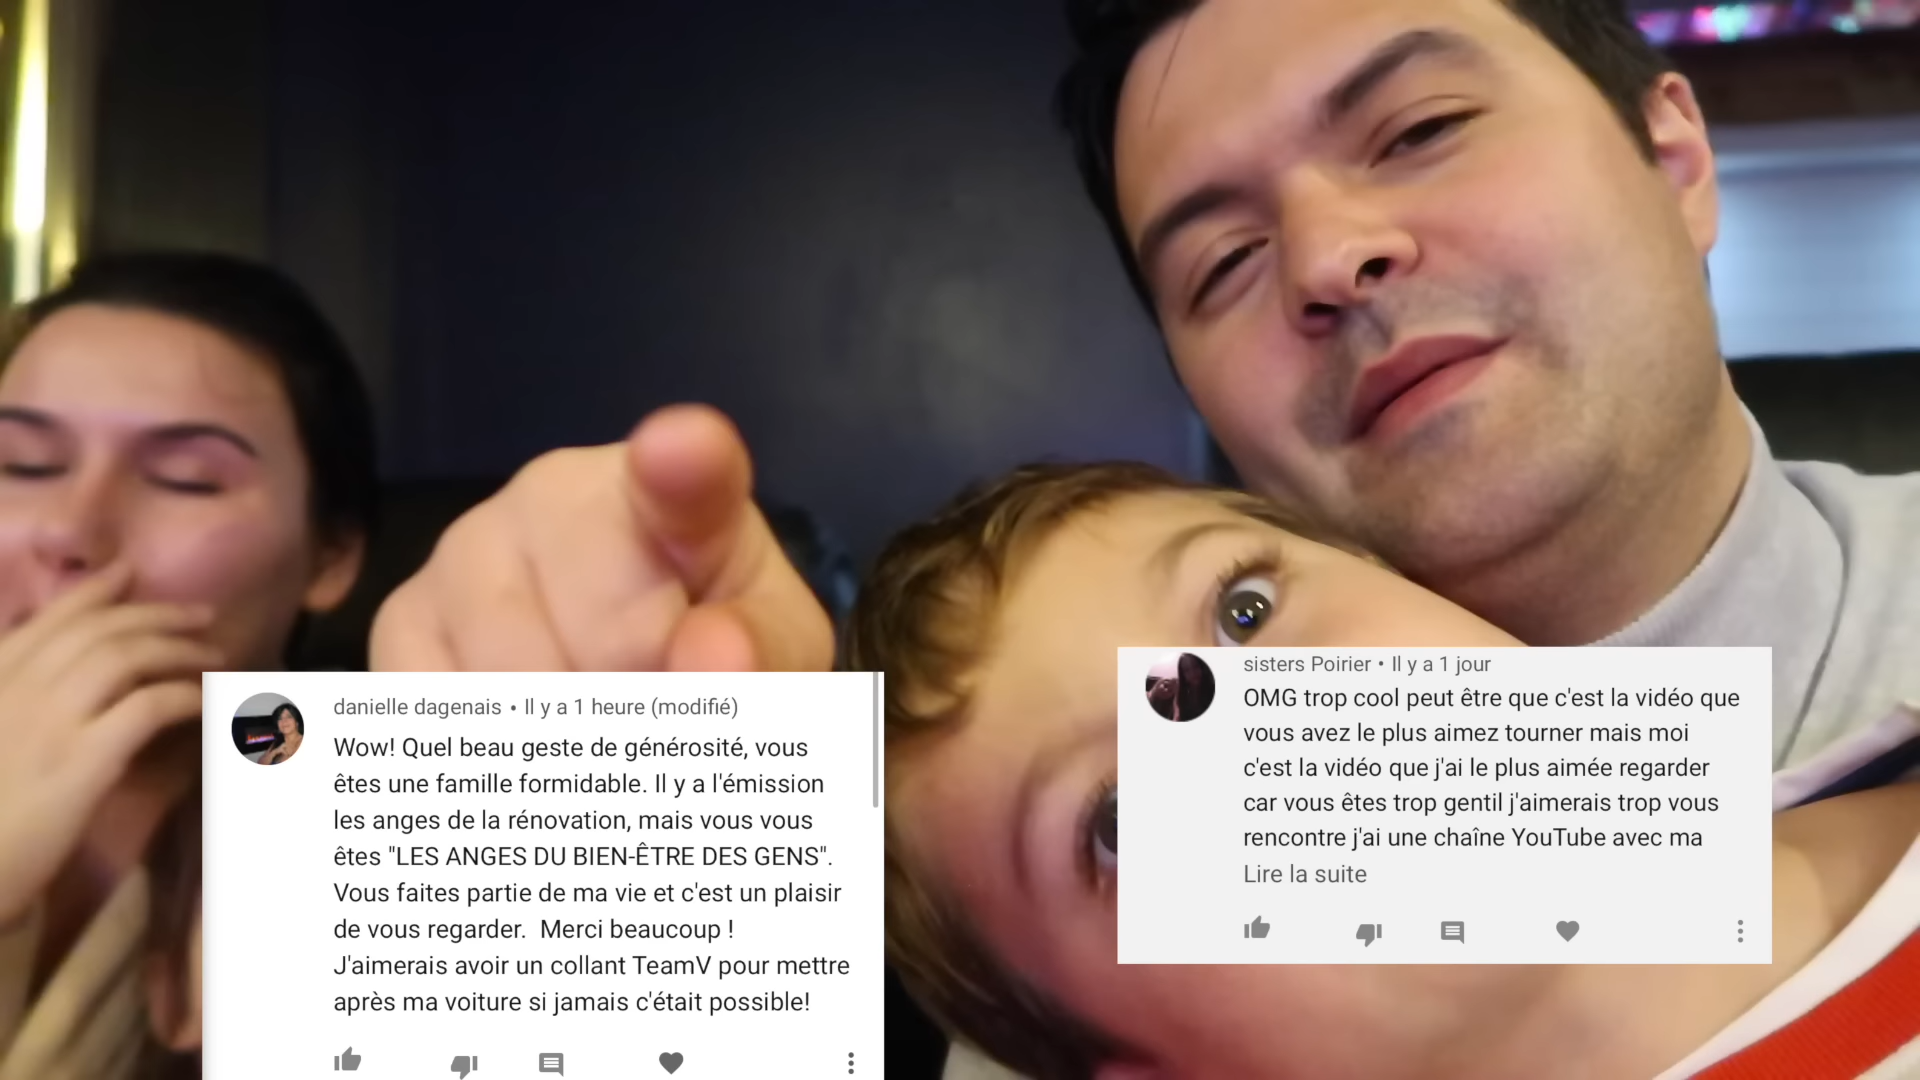 danielle dagenais • Il y a 1 heure (modifié)
Wow! Quel beau geste de générosité, vous
êtes une famille formidable. Il y a l'émission
les anges de la rénovation, mais vous vous
êtes "LES ANGES DU BIEN-ÊTRE DES GENS".
Vous faites partie de ma vie et c'est un plaisir
de vous regarder.  Merci beaucoup !
J'aimerais avoir un collant TeamV pour mettre
après ma voiture si jamais c'était possible!
sisters Poirier • Il y a 1 jour
OMG trop cool peut être que c'est la vidéo que
vous avez le plus aimez tourner mais moi
c'est la vidéo que j'ai le plus aimée regarder
car vous êtes trop gentil j'aimerais trop vous
rencontre j'ai une chaîne YouTube avec ma
Lire la suite